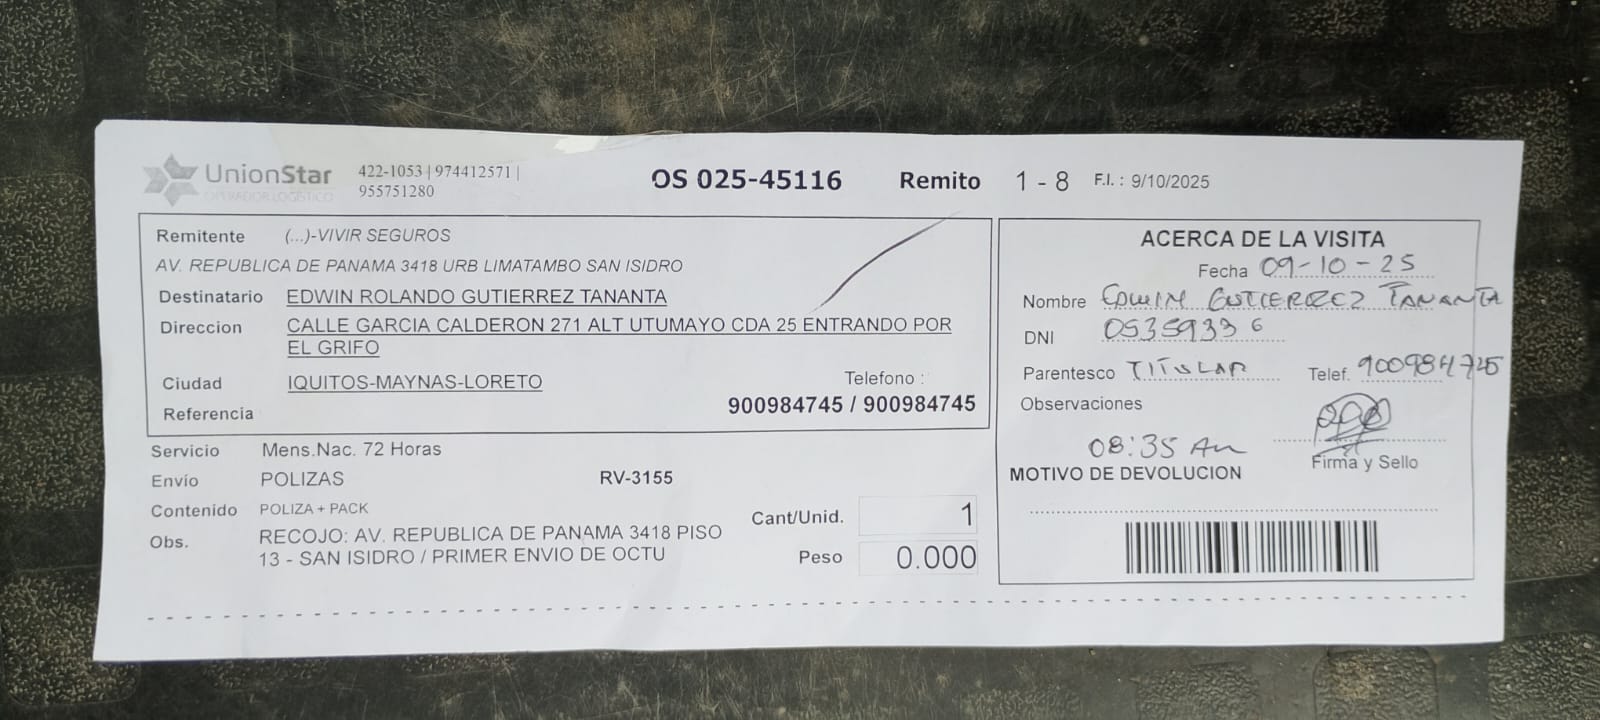 UnionStar
OPERADOR LOGÍSTICO
422-1053 | 974412571 |
955751280
OS 025-45116
Remito 1 - 8
F.I. : 9/10/2025
Remitente (...)-VIVIR SEGUROS
AV. REPUBLICA DE PANAMA 3418 URB LIMATAMBO SAN ISIDRO
Destinatario EDWIN ROLANDO GUTIERREZ TANANTA
Direccion CALLE GARCIA CALDERON 271 ALT UTUMAYO CDA 25 ENTRANDO POR
EL GRIFO
Ciudad IQUITOS-MAYNAS-LORETO
Telefono :
Referencia
900984745 / 900984745
Servicio Mens.Nac. 72 Horas
Envío POLIZAS RV-3155
Contenido POLIZA + PACK
Obs. RECOJO: AV. REPUBLICA DE PANAMA 3418 PISO
13 - SAN ISIDRO / PRIMER ENVIO DE OCTU
Cant/Unid. 1
Peso 0.000
ACERCA DE LA VISITA
Fecha 09-10-25
Nombre EDWIN GUTIERREZ TANANTA
DNI 05359336
Parentesco TITULAR Telef. 900984745
Observaciones
08:35 Am
Firma y Sello
MOTIVO DE DEVOLUCION